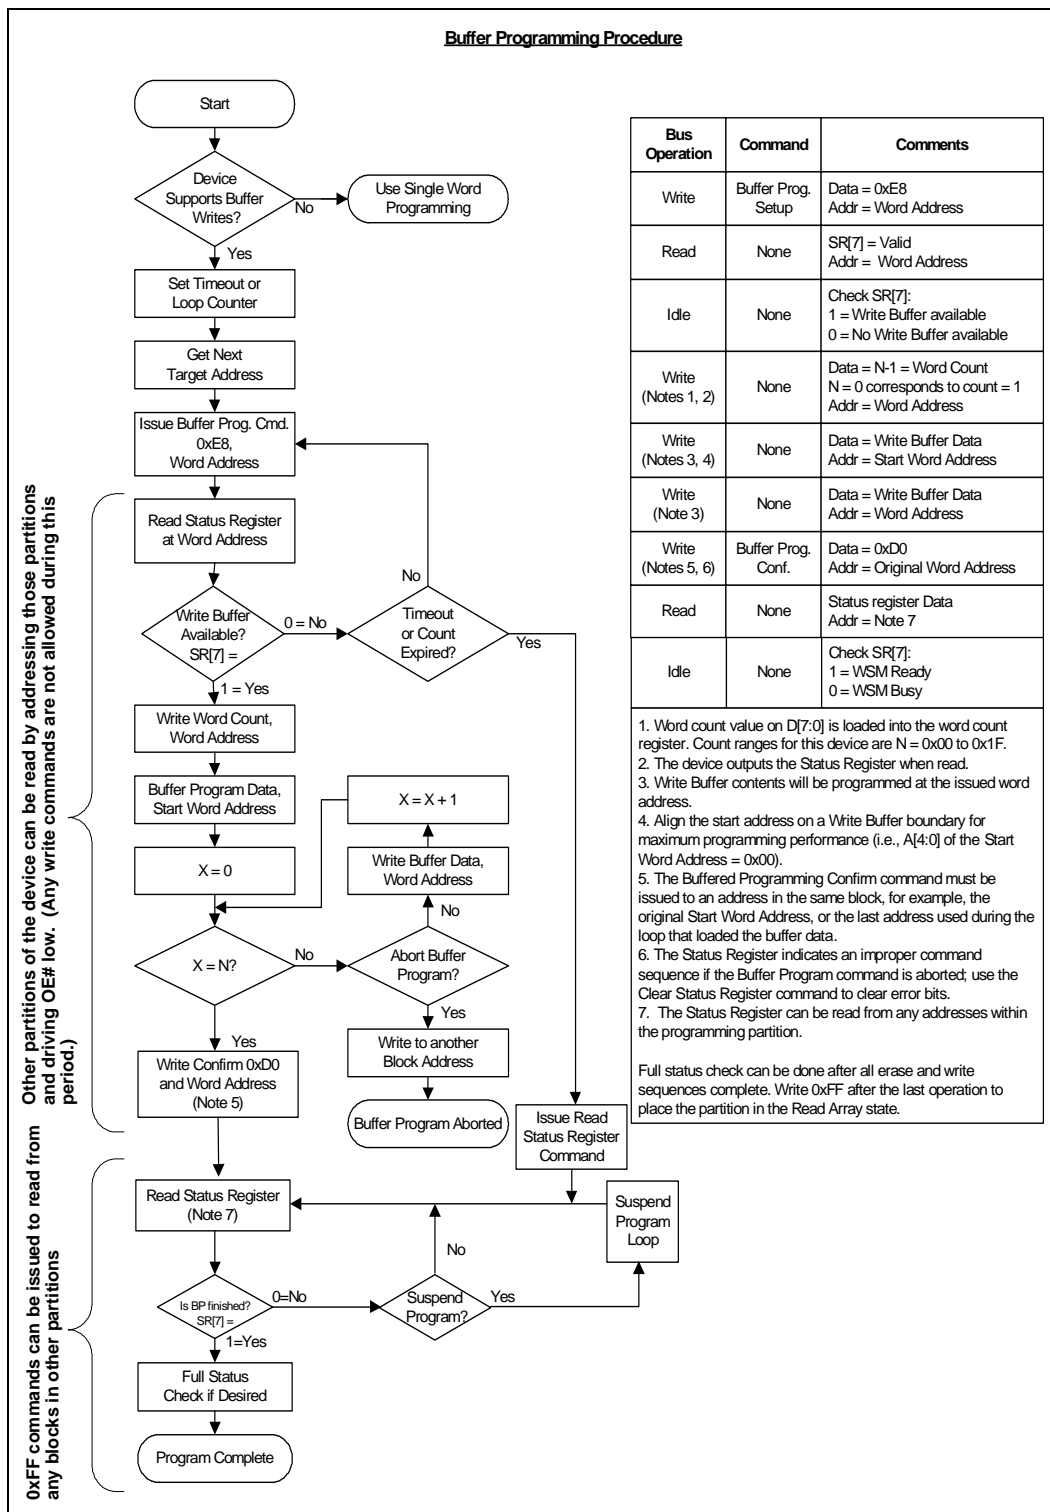 Buffer Programming Procedure
Start
Device
Supports Buffer
Writes?
No
Use Single Word
Programming
Yes
Set Timeout or
Loop Counter
Get Next
Target Address
Issue Buffer Prog. Cmd.
0xE8,
Word Address
Read Status Register
at Word Address
No
Write Buffer
Available?
SR[7] =
0 = No
Timeout
or Count
Expired?
Yes
1 = Yes
Write Word Count,
Word Address
Buffer Program Data,
Start Word Address
X = X + 1
X = 0
Write Buffer Data,
Word Address
No
X = N?
No
Abort Buffer
Program?
Yes
Yes
Write Confirm 0xD0
and Word Address
(Note 5)
Write to another
Block Address
Buffer Program Aborted
Issue Read
Status Register
Command
Read Status Register
(Note 7)
Suspend
Program
Loop
No
Is BP finished?
SR[7] =
0=No
Suspend
Program?
Yes
1=Yes
Full Status
Check if Desired
Program Complete
Other partitions of the device can be read by addressing those partitions
and driving OE# low. (Any write commands are not allowed during this
period.)
0xFF commands can be issued to read from
any blocks in other partitions
Bus
Operation
Command
Comments
Write
Buffer Prog.
Setup
Data = 0xE8
Addr = Word Address
Read
None
SR[7] = Valid
Addr = Word Address
Idle
None
Check SR[7]:
1 = Write Buffer available
0 = No Write Buffer available
Write
(Notes 1, 2)
None
Data = N-1 = Word Count
N = 0 corresponds to count = 1
Addr = Word Address
Write
(Notes 3, 4)
None
Data = Write Buffer Data
Addr = Start Word Address
Write
(Note 3)
None
Data = Write Buffer Data
Addr = Word Address
Write
(Notes 5, 6)
Buffer Prog.
Conf.
Data = 0xD0
Addr = Original Word Address
Read
None
Status register Data
Addr = Note 7
Idle
None
Check SR[7]:
1 = WSM Ready
0 = WSM Busy
1. Word count value on D[7:0] is loaded into the word count
register. Count ranges for this device are N = 0x00 to 0x1F.
2. The device outputs the Status Register when read.
3. Write Buffer contents will be programmed at the issued word
address.
4. Align the start address on a Write Buffer boundary for
maximum programming performance (i.e., A[4:0] of the Start
Word Address = 0x00).
5. The Buffered Programming Confirm command must be
issued to an address in the same block, for example, the
original Start Word Address, or the last address used during the
loop that loaded the buffer data.
6. The Status Register indicates an improper command
sequence if the Buffer Program command is aborted; use the
Clear Status Register command to clear error bits.
7. The Status Register can be read from any addresses within
the programming partition.
Full status check can be done after all erase and write
sequences complete. Write 0xFF after the last operation to
place the partition in the Read Array state.